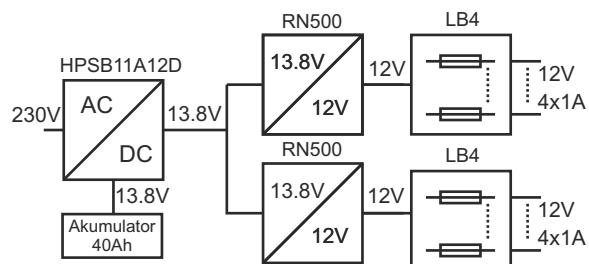 RN500
LB4
HPSB11A12D
13.8V
12V
12V
12V
4x1A
230V
AC
DC
13.8V
RN500
LB4
13.8V
Akumulator
40Ah
13.8V
12V
12V
12V
4x1A